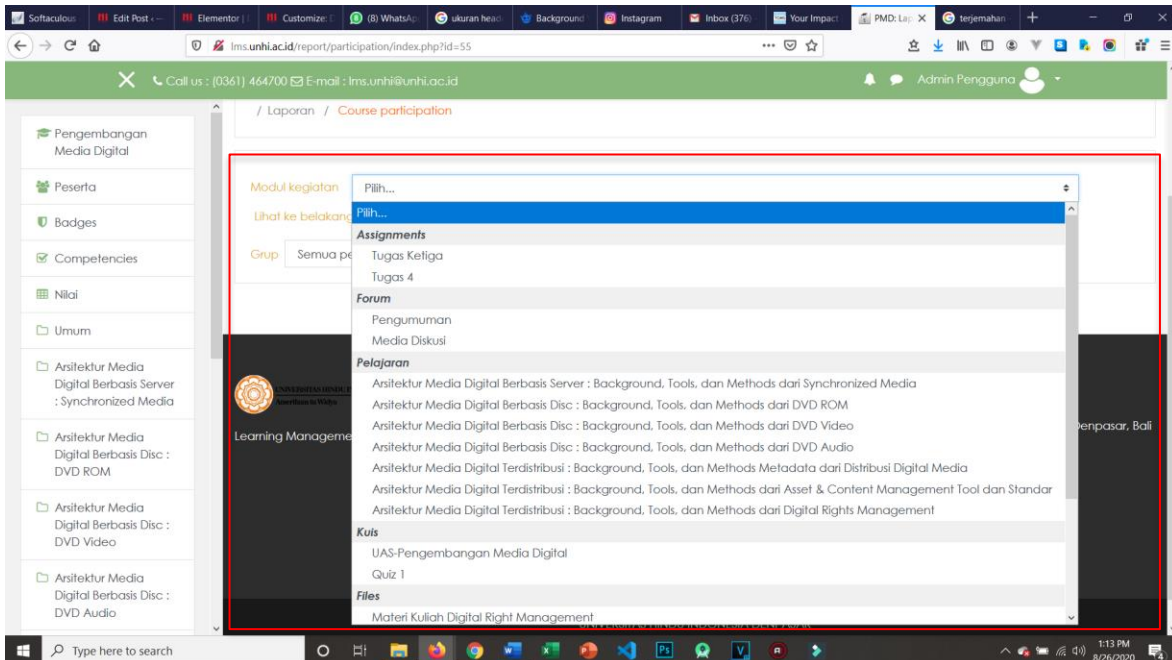 Softaculous
Edit Post ‹ —
Elementor |
Customize:
(8) WhatsAp
ukuran head
Background
Instagram
Inbox (376)
Your Impact
PMD: Lap
terjemahan
lms.unhi.ac.id/report/participation/index.php?id=55
Call us : (0361) 464700 E-mail : lms.unhi@unhi.ac.id
Admin Pengguna
/ Laporan / Course participation
Pengembangan
Media Digital
Peserta
Badges
Competencies
Nilai
Umum
Arsitektur Media
Digital Berbasis Server
: Synchronized Media
Arsitektur Media
Digital Berbasis Disc :
DVD ROM
Arsitektur Media
Digital Berbasis Disc :
DVD Video
Arsitektur Media
Digital Berbasis Disc :
DVD Audio
Modul kegiatan Pilih...
Lihat ke belakang
Grup Semua pe
Pilih...
Assignments
Tugas Ketiga
Tugas 4
Forum
Pengumuman
Media Diskusi
Pelajaran
Arsitektur Media Digital Berbasis Server : Background, Tools, dan Methods dari Synchronized Media
Arsitektur Media Digital Berbasis Disc : Background, Tools, dan Methods dari DVD ROM
Arsitektur Media Digital Berbasis Disc : Background, Tools, dan Methods dari DVD Video
Arsitektur Media Digital Berbasis Disc : Background, Tools, dan Methods dari DVD Audio
Arsitektur Media Digital Terdistribusi : Background, Tools, dan Methods Metadata dari Distribusi Digital Media
Arsitektur Media Digital Terdistribusi : Background, Tools, dan Methods dari Asset & Content Management Tool dan Standar
Arsitektur Media Digital Terdistribusi : Background, Tools, dan Methods dari Digital Rights Management
Kuis
UAS-Pengembangan Media Digital
Quiz 1
Files
Materi Kuliah Digital Right Management
UNIVERSITAS HINDU
Learning Manageme
Denpasar, Bali
UNIVERSITAS HINDU INDONESIA DENPASAR
Type here to search
1:13 PM
8/26/2020